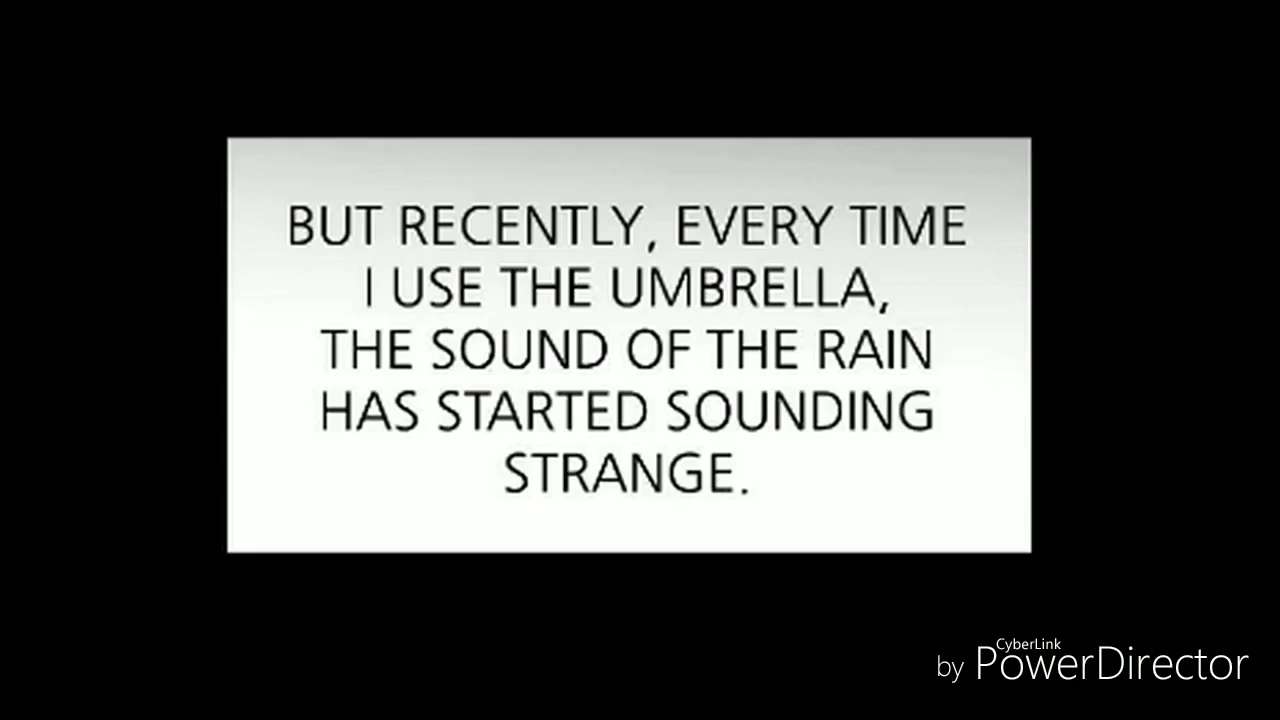 BUT RECENTLY, EVERY TIME
I USE THE UMBRELLA,
THE SOUND OF THE RAIN
HAS STARTED SOUNDING
STRANGE.
CyberLink
by PowerDirector